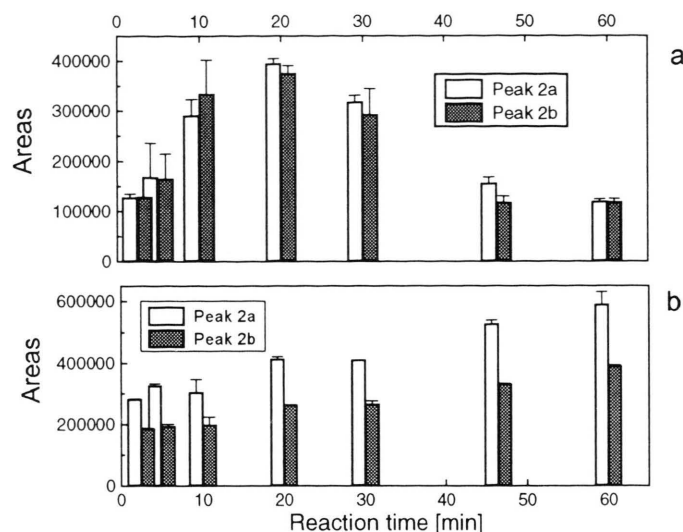 0 10 20 30 40 50 60
a
400000
300000
200000
100000
0
Areas
Peak 2a
Peak 2b
b
600000
400000
200000
0
Areas
Peak 2a
Peak 2b
0 10 20 30 40 50 60
Reaction time [min]